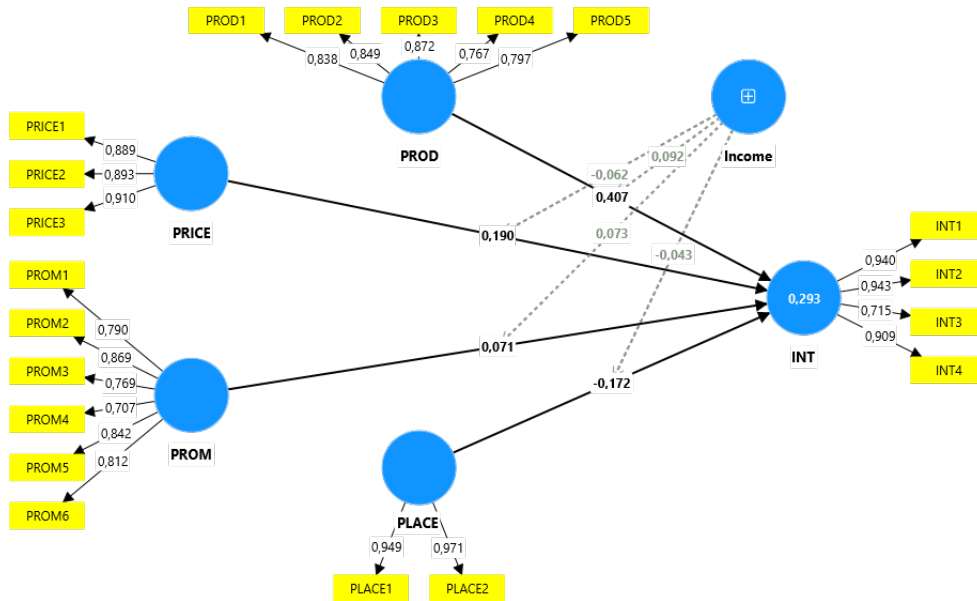 PROD1
PROD2
PROD3
PROD4
PROD5
0,838
0,849
0,872
0,767
0,797
PROD
Income
PRICE1
PRICE2
PRICE3
0,889
0,893
0,910
PRICE
-0,062
0,092
0,407
0,190
0,073
-0,043
0,071
-0,172
PROM1
PROM2
PROM3
PROM4
PROM5
PROM6
0,790
0,869
0,769
0,707
0,842
0,812
PROM
0,293
INT
0,940
0,943
0,715
0,909
INT1
INT2
INT3
INT4
PLACE
0,949
0,971
PLACE1
PLACE2